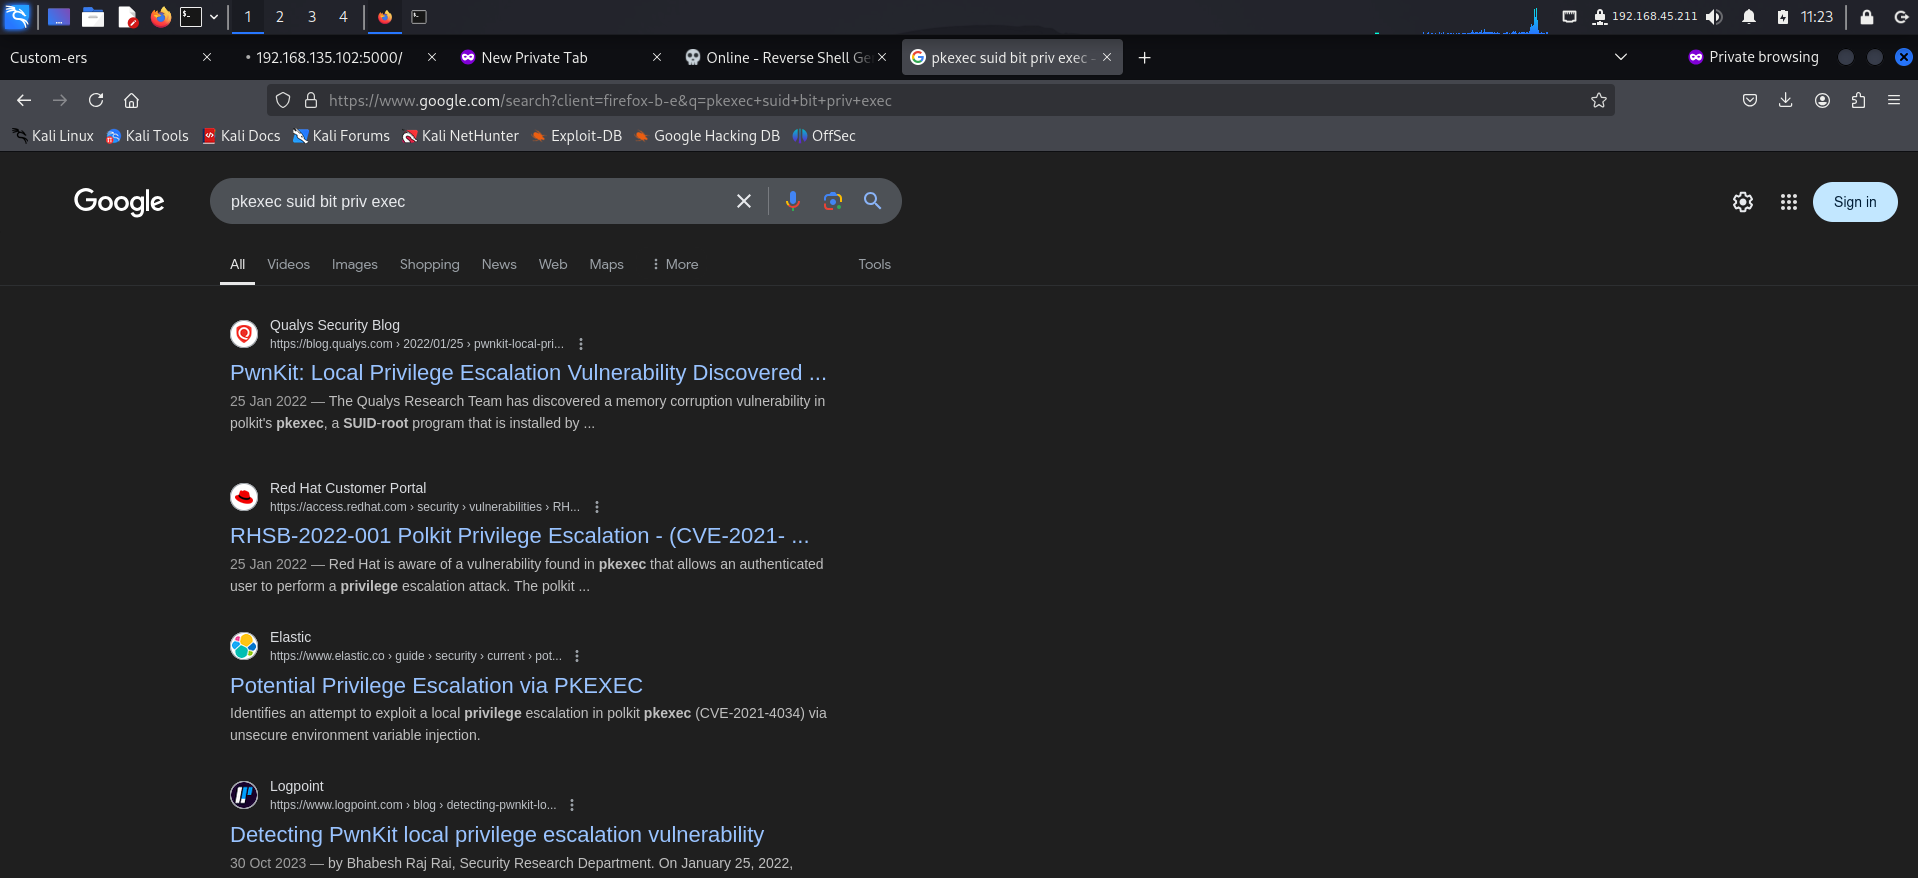 1 2 3 4 192.168.45.211 11:23
Custom-ers
192.168.135.102:5000/
New Private Tab
Online - Reverse Shell Ge
pkexec suid bit priv exec -
Private browsing
https://www.google.com/search?client=firefox-b-e&q=pkexec+suid+bit+priv+exec
Kali Linux Kali Tools Kali Docs Kali Forums Kali NetHunter Exploit-DB Google Hacking DB OffSec
Google
pkexec suid bit priv exec
Sign in
All Videos Images Shopping News Web Maps More Tools
Qualys Security Blog
https://blog.qualys.com › 2022/01/25 › pwnkit-local-pri...
PwnKit: Local Privilege Escalation Vulnerability Discovered ...
25 Jan 2022 — The Qualys Research Team has discovered a memory corruption vulnerability in
polkit's pkexec, a SUID-root program that is installed by ...
Red Hat Customer Portal
https://access.redhat.com › security › vulnerabilities › RH...
RHSB-2022-001 Polkit Privilege Escalation - (CVE-2021- ...
25 Jan 2022 — Red Hat is aware of a vulnerability found in pkexec that allows an authenticated
user to perform a privilege escalation attack. The polkit ...
Elastic
https://www.elastic.co › guide › security › current › pot...
Potential Privilege Escalation via PKEXEC
Identifies an attempt to exploit a local privilege escalation in polkit pkexec (CVE-2021-4034) via
unsecure environment variable injection.
Logpoint
https://www.logpoint.com › blog › detecting-pwnkit-lo...
Detecting PwnKit local privilege escalation vulnerability
30 Oct 2023 — by Bhabesh Raj Rai, Security Research Department. On January 25, 2022,